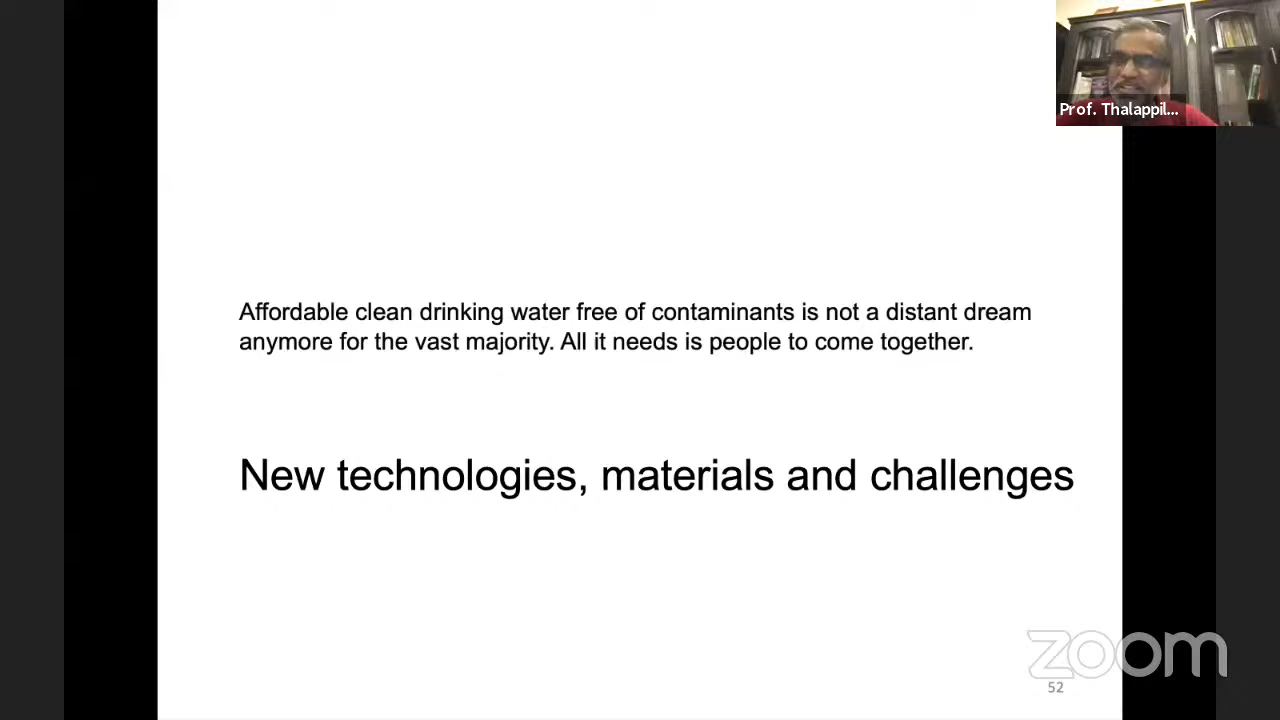 Prof. Thalappil...
Affordable clean drinking water free of contaminants is not a distant dream
anymore for the vast majority. All it needs is people to come together.
New technologies, materials and challenges
zoom
52